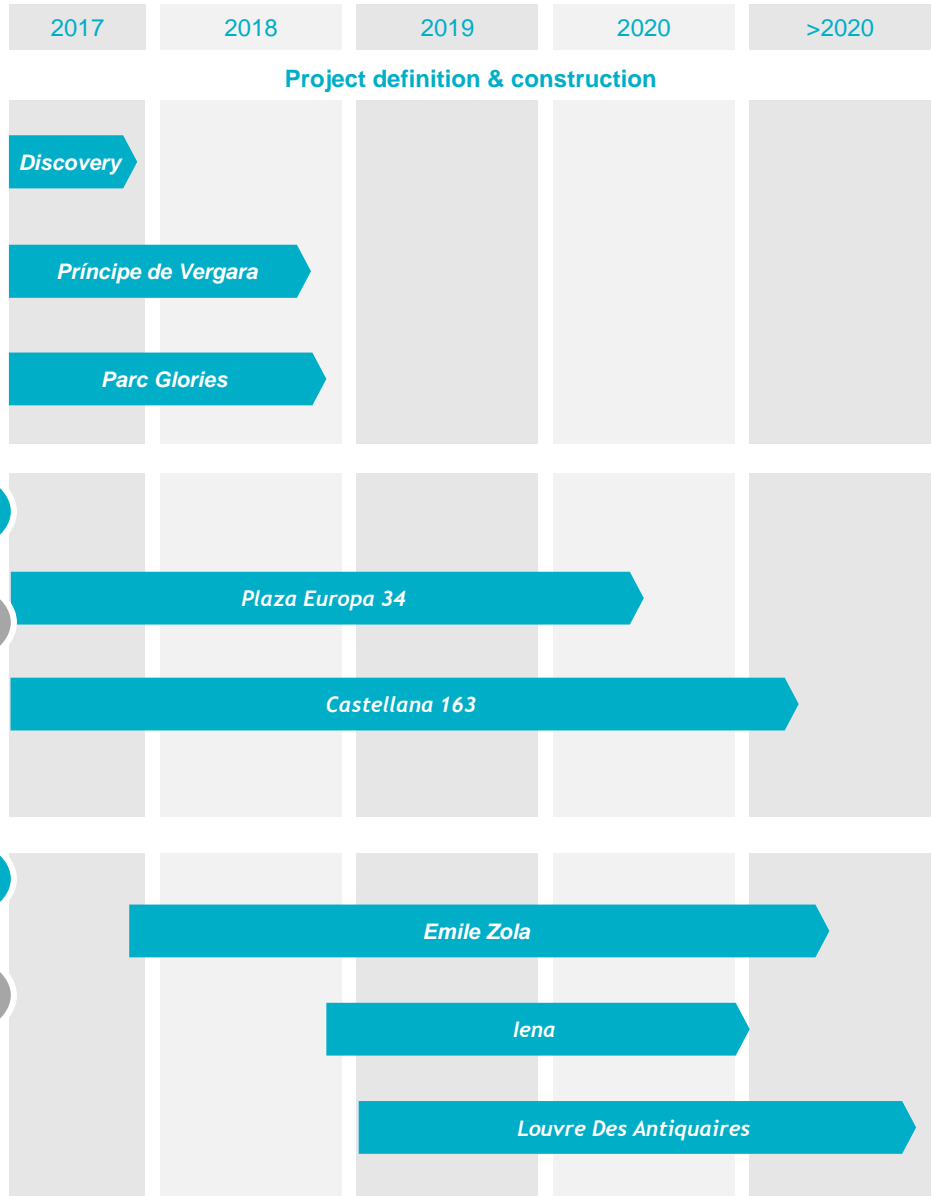 2017 2018 2019 2020 >2020
Project definition & construction
Discovery
Príncipe de Vergara
Parc Glories
Plaza Europa 34
Castellana 163
Emile Zola
Iena
Louvre Des Antiquaires